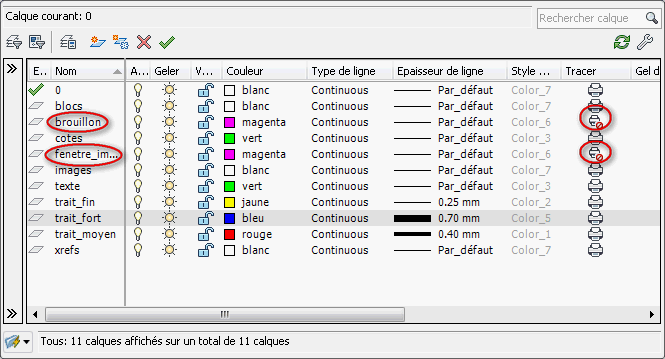 Calque courant: 0
Rechercher calque
E... Nom A... Geler V... Couleur Type de ligne Epaisseur de ligne Style ... Tracer Gel d
0 blanc Continuous Par_défaut Color_7
blocs blanc Continuous Par_défaut Color_7
brouillon magenta Continuous Par_défaut Color_6
cotes vert Continuous Par_défaut Color_3
fenetre_im... magenta Continuous Par_défaut Color_6
images blanc Continuous Par_défaut Color_7
texte vert Continuous Par_défaut Color_3
trait_fin jaune Continuous 0.25 mm Color_2
trait_fort bleu Continuous 0.70 mm Color_5
trait_moyen rouge Continuous 0.40 mm Color_1
xrefs blanc Continuous Par_défaut Color_7
Tous: 11 calques affichés sur un total de 11 calques